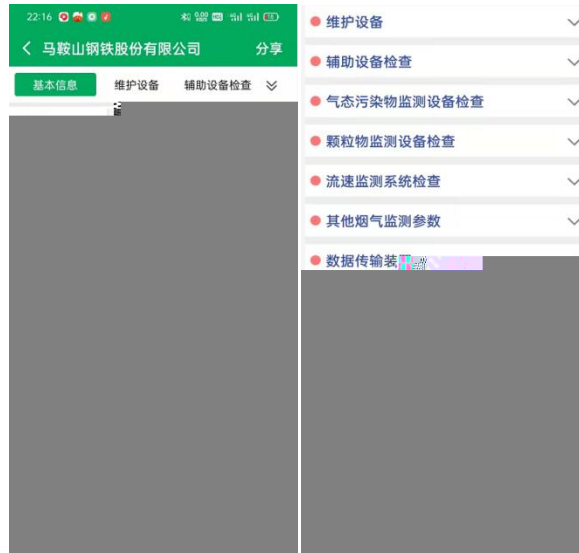 22:16
马鞍山钢铁股份有限公司 分享
基本信息 维护设备 辅助设备检查
维护设备
辅助设备检查
气态污染物监测设备检查
颗粒物监测设备检查
流速监测系统检查
其他烟气监测参数
数据传输装